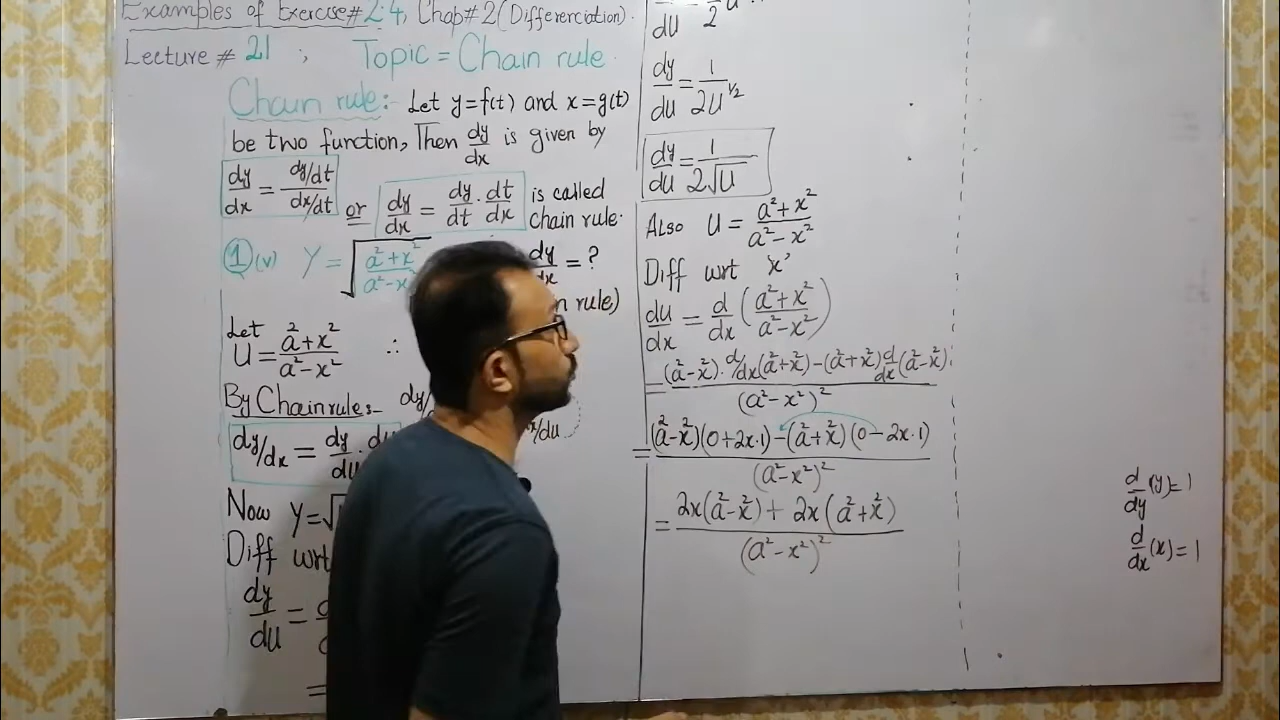 Examples of Exercise# 2.4, Chap# 2 (Differenciation).
Lecture # 21 ; Topic = Chain rule
Chain rule:- Let y=f(t) and x=g(t)
be two function, Then dy/dx is given by
dy/dx = (dy/dt)/(dx/dt) or dy/dx = dy/dt . dt/dx is called
chain rule.
Q1 (v) Y = √((a²+x²)/(a²-x
dy/dx = ?
rule)
Let
U = (a²+x²)/(a²-x²) ∴
By Chain rules-
dy/dx = dy/du . du
x/du
Now Y = √
Diff wrt
dy/du =
=
du 2
dy/du = 1/(2U^1/2)
dy/du = 1/(2√U)
Also U = (a²+x²)/(a²-x²)
Diff wrt 'x'
du/dx = d/dx ((a²+x²)/(a²-x²))
= ((a²-x²). d/dx(a²+x²) - (a²+x²) d/dx (a²-x²))/(a²-x²)²
= ((a²-x²)(0+2x.1) - (a²+x²)(0-2x.1))/(a²-x²)²
= (2x(a²-x²) + 2x(a²+x²))/(a²-x²)²
d/dy (y) = 1
d/dx (x) = 1